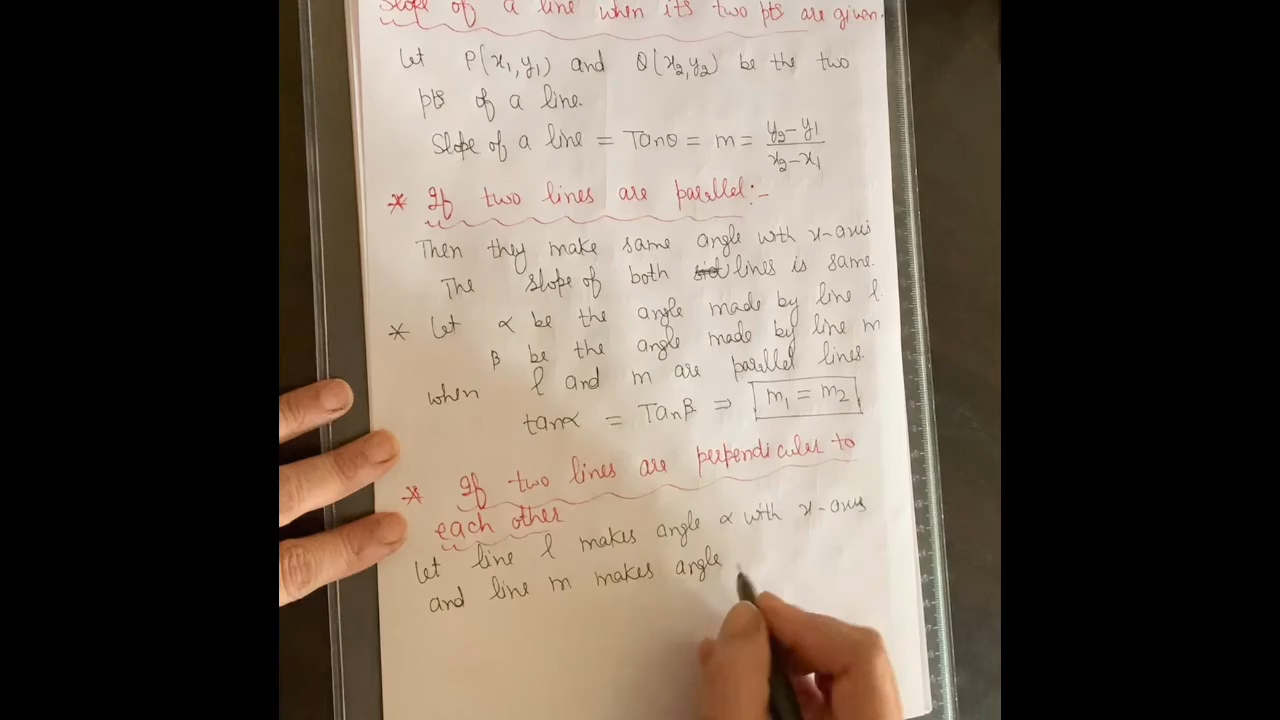 Slope of a line when its two pts are given.
Let P(x₁,y₁) and Q(x₂,y₂) be the two
pts of a line.
Slope of a line = Tanθ = m = (y₂-y₁)/(x₂-x₁)
* If two lines are parallel:-
Then they make same angle with x-axis
The slope of both lines is same.
* Let α be the angle made by line l.
β be the angle made by line m
when l and m are parallel lines.
tanα = Tanβ ⇒ m₁ = m₂
* If two lines are perpendicular to
each other
Let line l makes angle α with x-axis
and line m makes angle